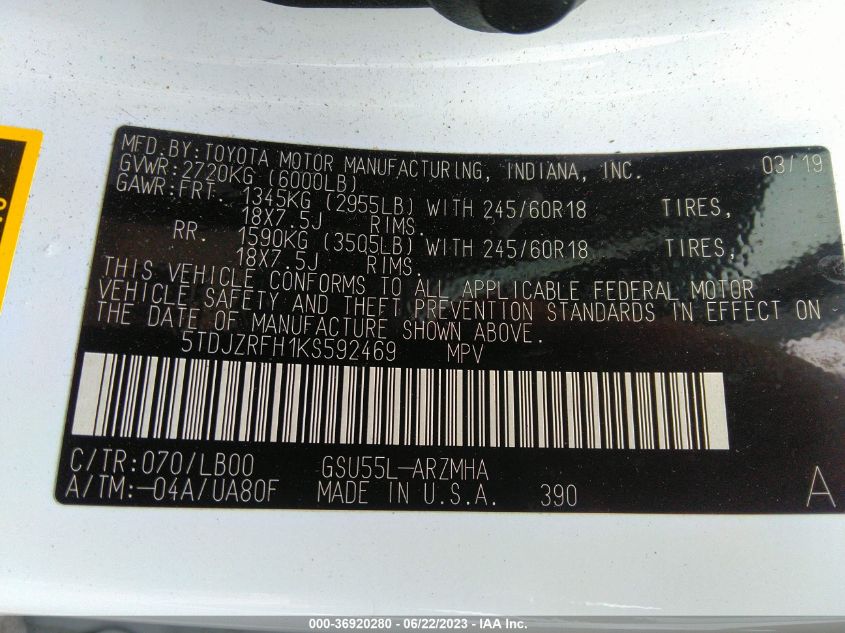 MFD.BY:TOYOTA MOTOR MANUFACTURING, INDIANA, INC. 03/19
GVWR:2720KG (6000LB)
GAWR:FRT. 1345KG (2955LB) WITH 245/60R18 TIRES,
18X7.5J RIMS.
RR. 1590KG (3505LB) WITH 245/60R18 TIRES,
18X7.5J RIMS.
THIS VEHICLE CONFORMS TO ALL APPLICABLE FEDERAL MOTOR
VEHICLE SAFETY AND THEFT PREVENTION STANDARDS IN EFFECT ON
THE DATE OF MANUFACTURE SHOWN ABOVE.
5TDJZRFH1KS592469 MPV
C/TR:070/LB00 GSU55L-ARZMHA
A/TM:-04A/UA80F MADE IN U.S.A. 390 A
000-36920280 - 06/22/2023 - IAA Inc.